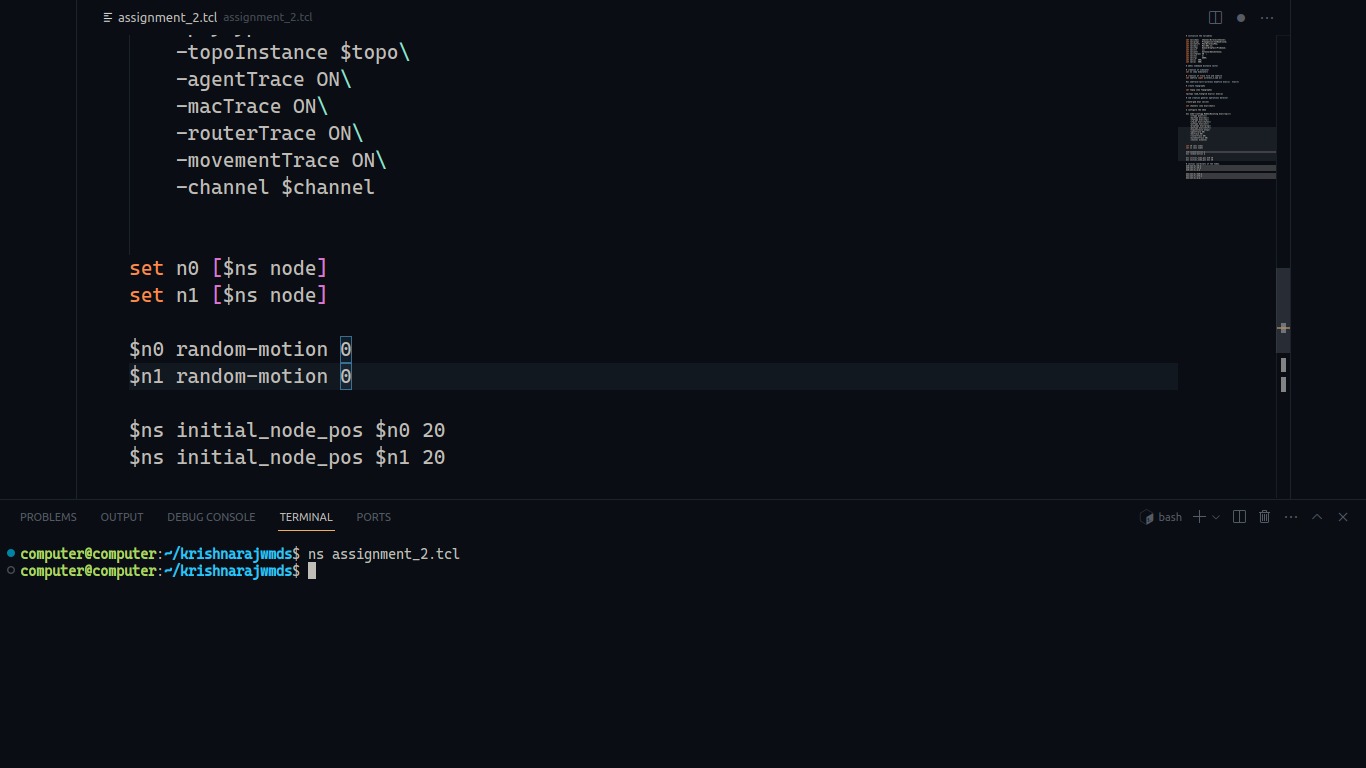 assignment_2.tcl assignment_2.tcl
-topoInstance $topo\
-agentTrace ON\
-macTrace ON\
-routerTrace ON\
-movementTrace ON\
-channel $channel
set n0 [$ns node]
set n1 [$ns node]
$n0 random-motion 0
$n1 random-motion 0
$ns initial_node_pos $n0 20
$ns initial_node_pos $n1 20
PROBLEMS OUTPUT DEBUG CONSOLE TERMINAL PORTS bash
computer@computer:~/krishnarajwmds$ ns assignment_2.tcl
computer@computer:~/krishnarajwmds$